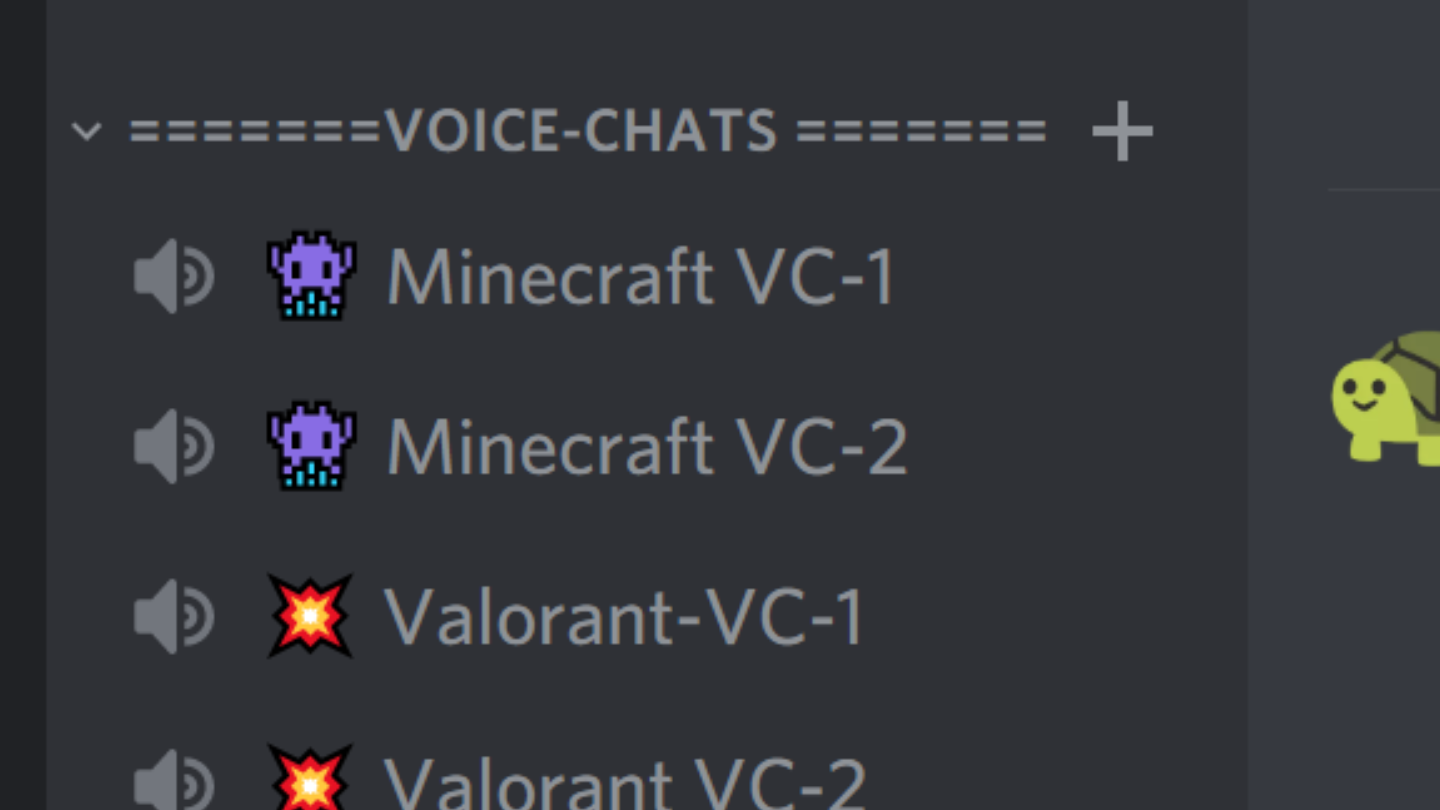 =======VOICE-CHATS =======
Minecraft VC-1
Minecraft VC-2
Valorant-VC-1
Valorant VC-2